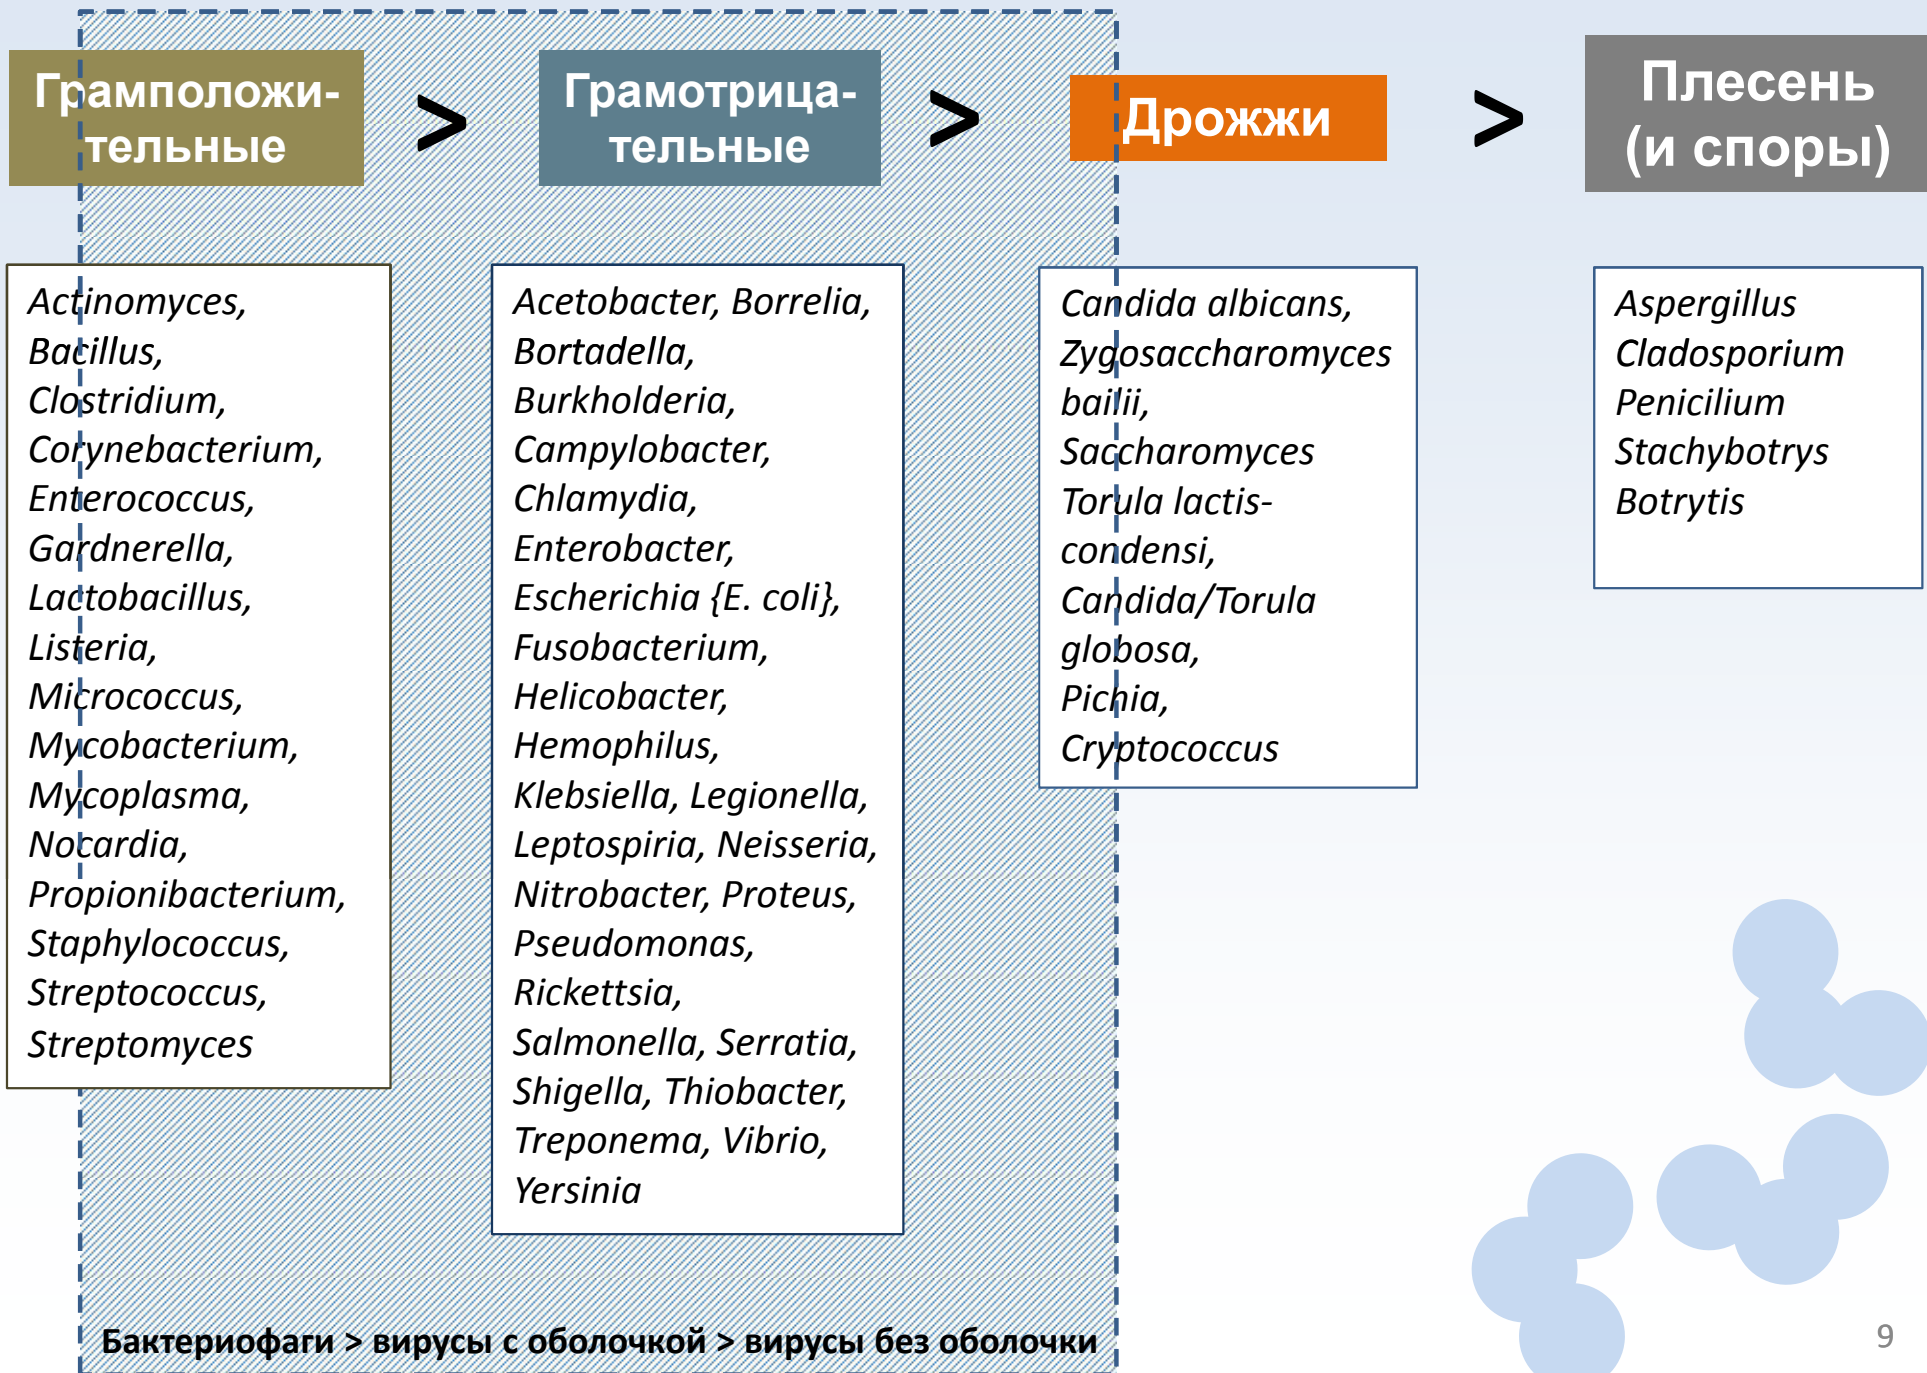 Грамположи-
тельные
>
Грамотрица-
тельные
>
Дрожжи
>
Плесень
(и споры)
Actinomyces,
Bacillus,
Clostridium,
Corynebacterium,
Enterococcus,
Gardnerella,
Lactobacillus,
Listeria,
Micrococcus,
Mycobacterium,
Mycoplasma,
Nocardia,
Propionibacterium,
Staphylococcus,
Streptococcus,
Streptomyces
Acetobacter, Borrelia,
Bortadella,
Burkholderia,
Campylobacter,
Chlamydia,
Enterobacter,
Escherichia {E. coli},
Fusobacterium,
Helicobacter,
Hemophilus,
Klebsiella, Legionella,
Leptospiria, Neisseria,
Nitrobacter, Proteus,
Pseudomonas,
Rickettsia,
Salmonella, Serratia,
Shigella, Thiobacter,
Treponema, Vibrio,
Yersinia
Candida albicans,
Zygosaccharomyces
bailii,
Saccharomyces
Torula lactis-
condensi,
Candida/Torula
globosa,
Pichia,
Cryptococcus
Aspergillus
Cladosporium
Penicilium
Stachybotrys
Botrytis
Бактериофаги > вирусы с оболочкой > вирусы без оболочки
9